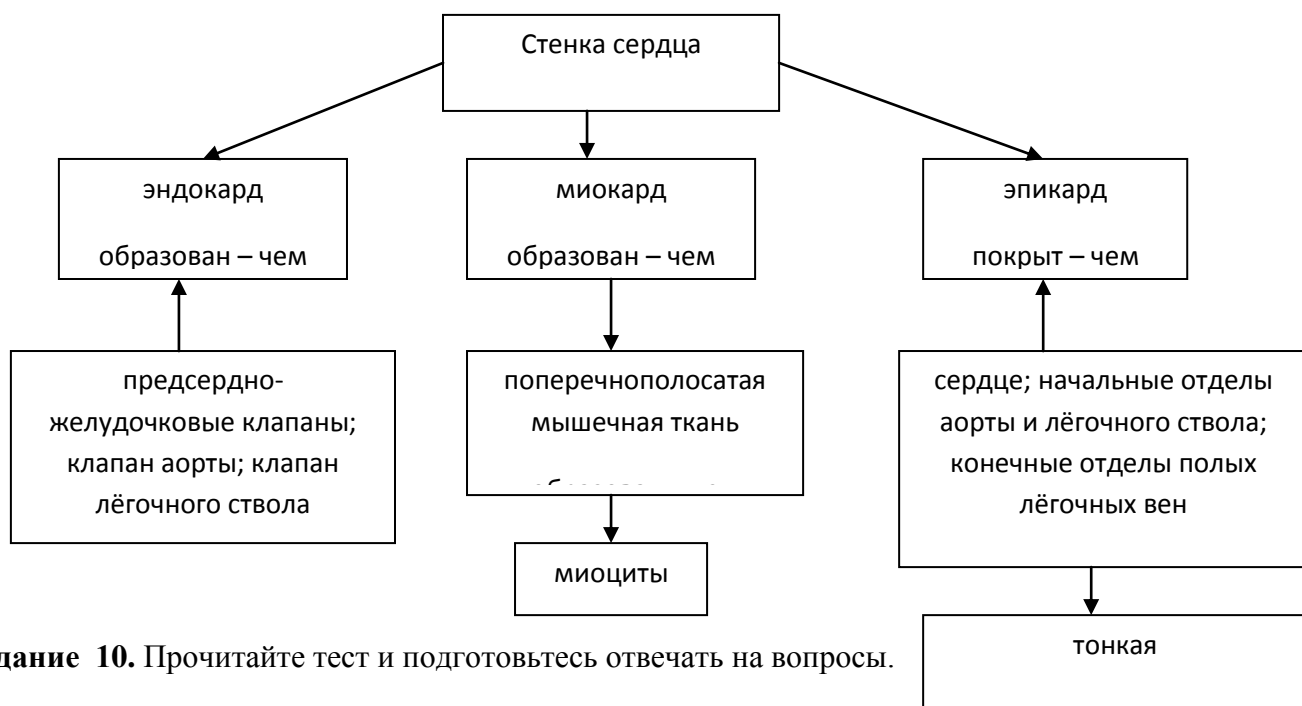 Стенка сердца
эндокард
образован – чем
миокард
образован – чем
эпикард
покрыт – чем
предсердно-
желудочковые клапаны;
клапан аорты; клапан
лёгочного ствола
поперечнополосатая
мышечная ткань
сердце; начальные отделы
аорты и лёгочного ствола;
конечные отделы полых
лёгочных вен
миоциты
тонкая
дание 10. Прочитайте тест и подготовьтесь отвечать на вопросы.